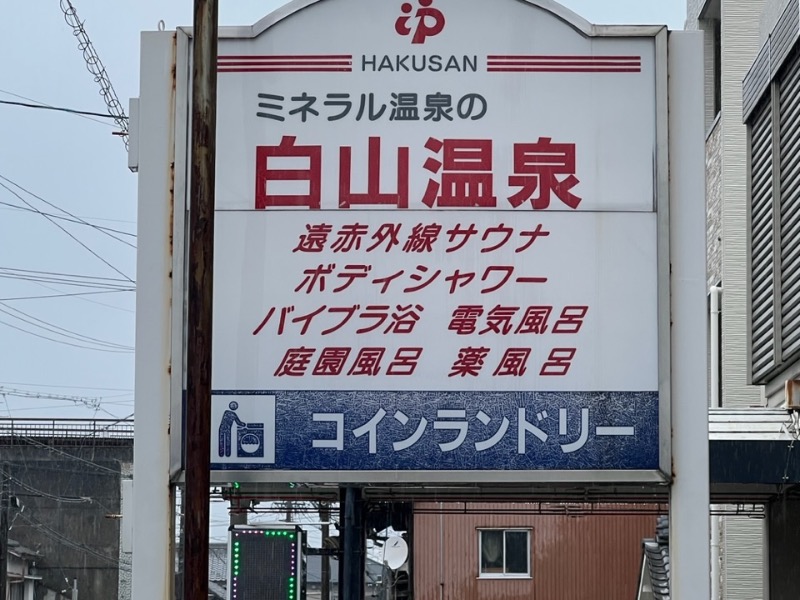 HAKUSAN
ミネラル温泉の
白山温泉
遠赤外線サウナ
ボディシャワー
バイブラ浴 電気風呂
庭園風呂 薬風呂
コインランドリー